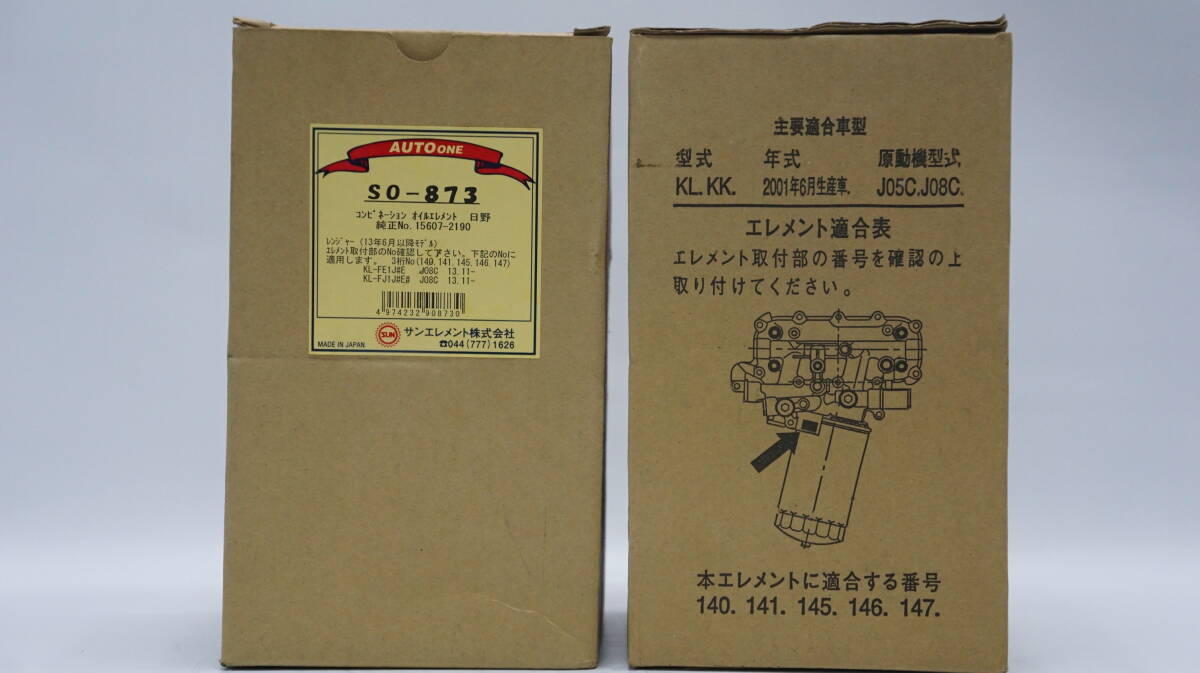 AUTO ONE
SO-873
コンビネーション オイルエレメント 日野
純正No. 15607-2190
レンジャー (13年6月以降モデル)
エレメント取付部のNo確認して下さい。下記のNoに
適用します。 3桁No(140.141.145.146.147)
KL-FE1J#E J08C 13.11-
KL-FJ1J#E# J08C 13.11-
4 974232 908730
SUN サンエレメント株式会社
MADE IN JAPAN ☎044(777)1626
主要適合車型
型式 年式 原動機型式
KL.KK. 2001年6月生産車. J05C.J08C.
エレメント適合表
エレメント取付部の番号を確認の上
取り付けてください。
本エレメントに適合する番号
140. 141. 145. 146. 147.